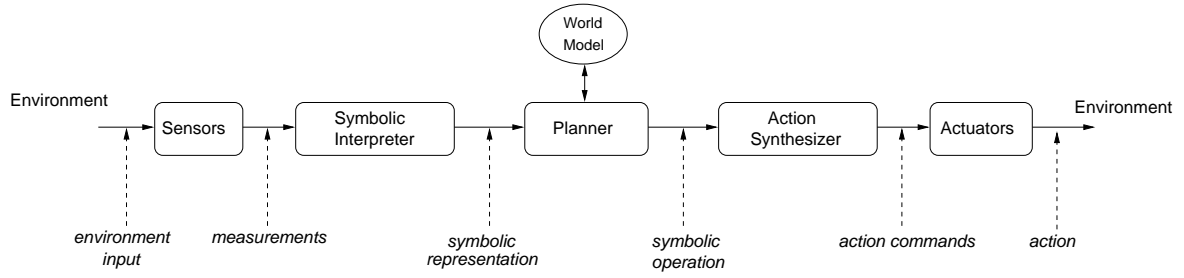 World
Model
Environment
Sensors
Symbolic
Interpreter
Planner
Action
Synthesizer
Actuators
Environment
environment
input
measurements
symbolic
representation
symbolic
operation
action commands
action